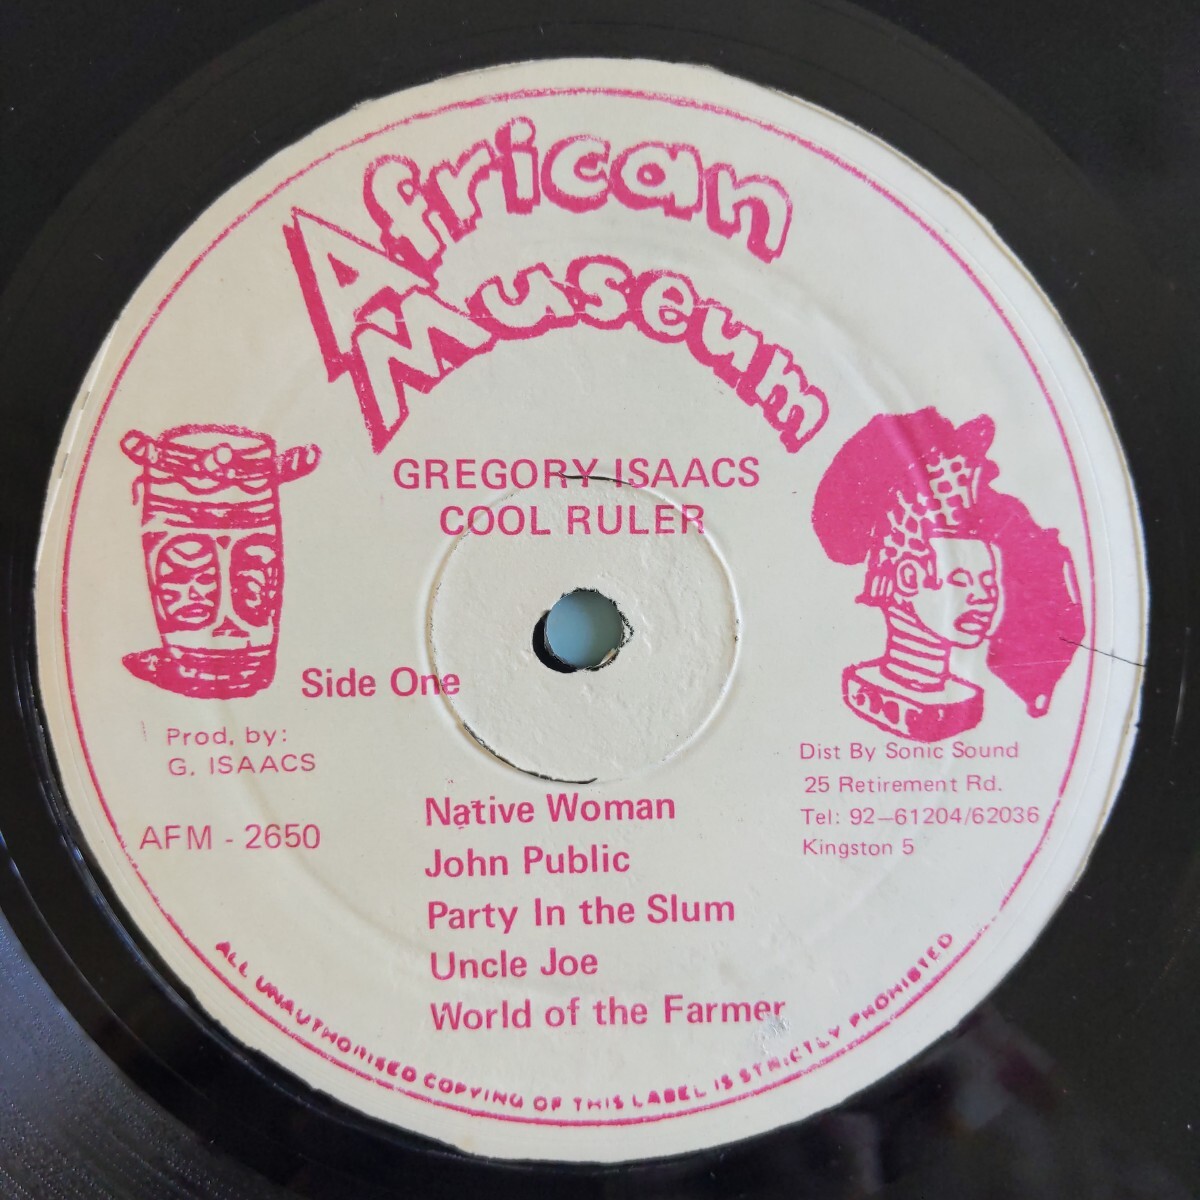 African
Museum
GREGORY ISAACS
COOL RULER
Side One
Prod. by:
G. ISAACS
AFM - 2650
Dist By Sonic Sound
25 Retirement Rd.
Tel: 92-61204/62036
Kingston 5
Native Woman
John Public
Party In the Slum
Uncle Joe
World of the Farmer
ALL UNAUTHORISED COPYING OF THIS LABEL IS STRICTLY PROHIBITED